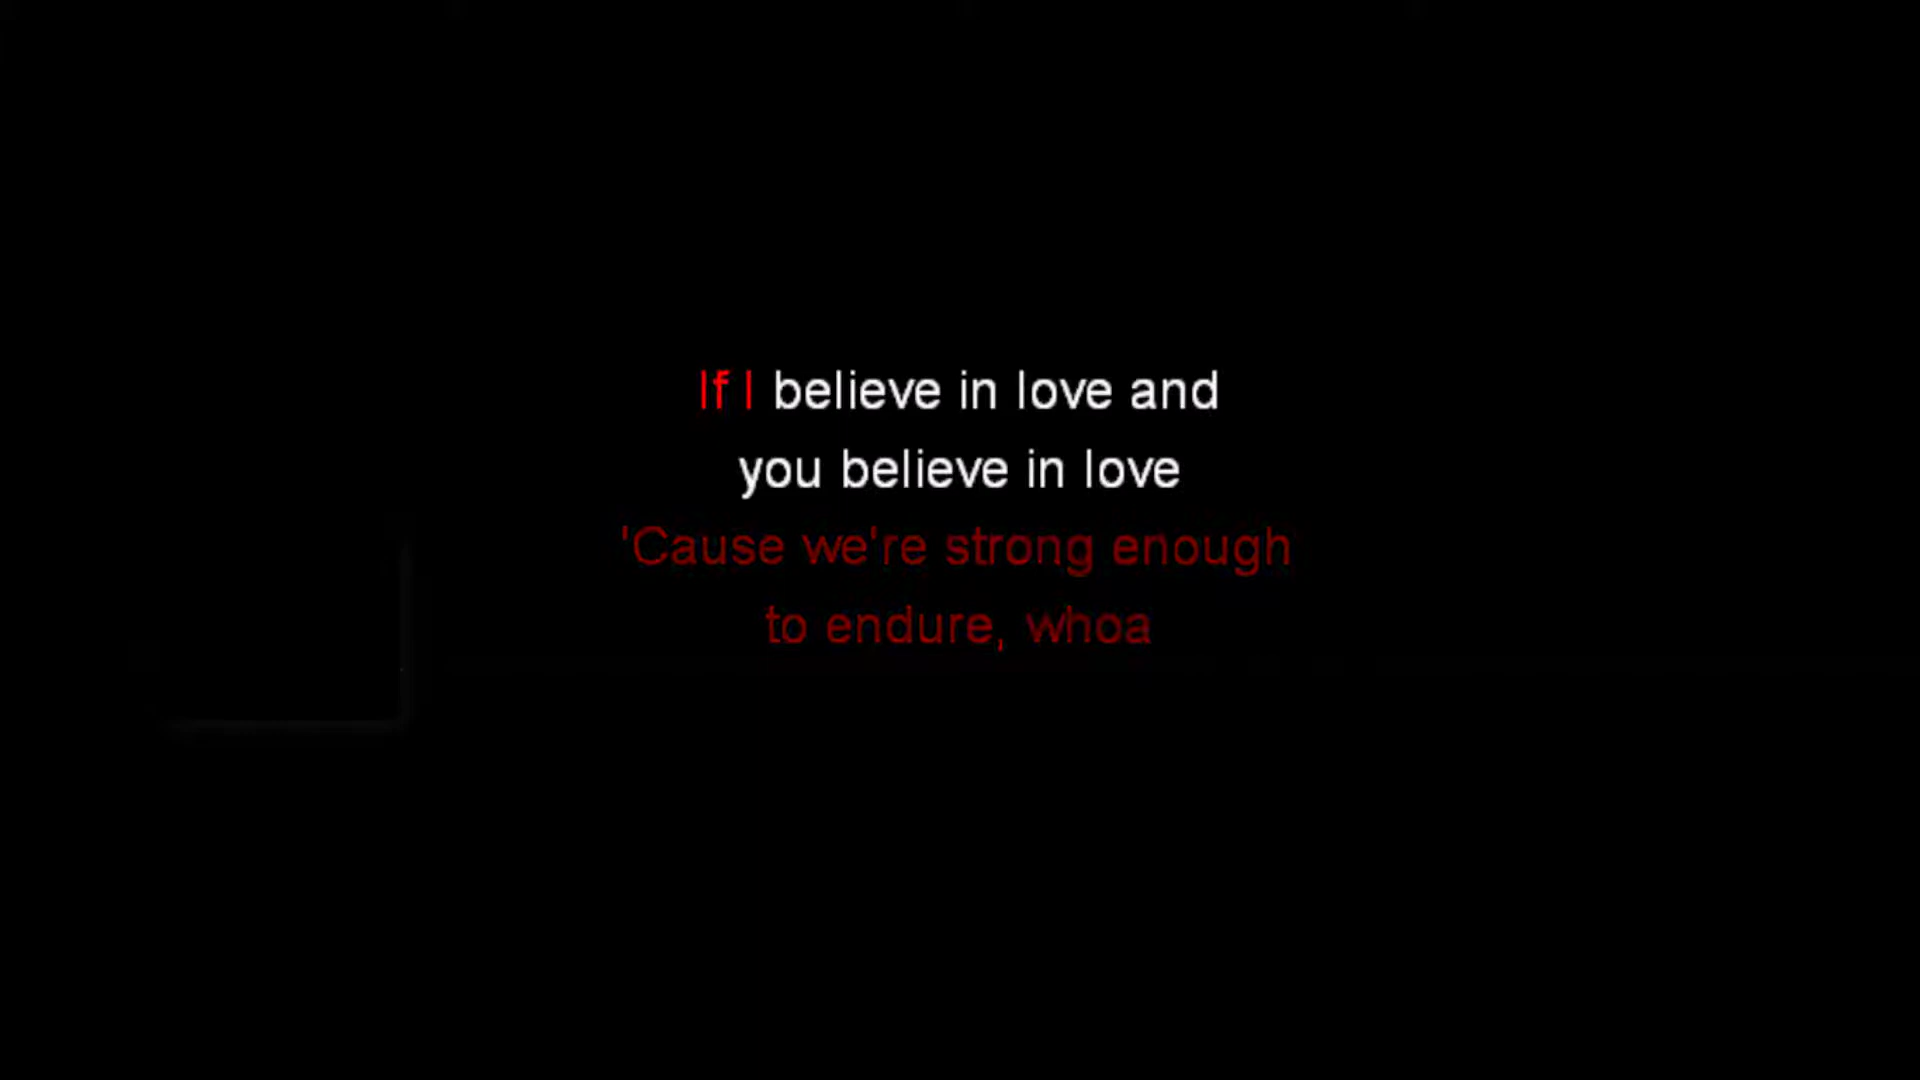 If I believe in love and
you believe in love
'Cause we're strong enough
to endure, whoa